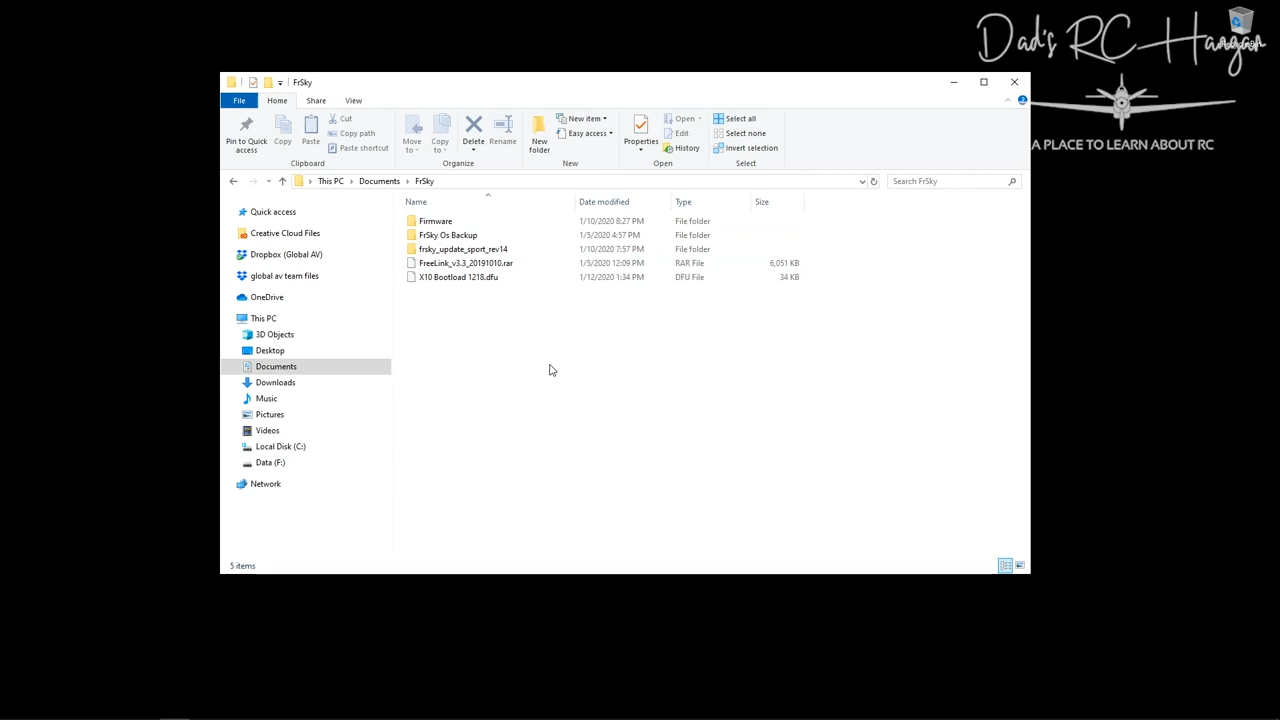 Dad's RC Hangar
A PLACE TO LEARN ABOUT RC
FrSky
File Home Share View
Pin to Quick access
Copy
Paste
Cut
Copy path
Paste shortcut
Clipboard
Move to
Copy to
Delete
Rename
Organize
New folder
New item
Easy access
New
Properties
Open
Edit
History
Open
Select all
Select none
Invert selection
Select
This PC > Documents > FrSky
Search FrSky
Name Date modified Type Size
Firmware 1/10/2020 8:27 PM File folder
FrSky Os Backup 1/5/2020 4:57 PM File folder
frsky_update_sport_rev14 1/10/2020 7:57 PM File folder
FreeLink_v3.3_20191010.rar 1/5/2020 12:09 PM RAR File 6,051 KB
X10 Bootload 1218.dfu 1/12/2020 1:34 PM DFU File 34 KB
Quick access
Creative Cloud Files
Dropbox (Global AV)
global av team files
OneDrive
This PC
3D Objects
Desktop
Documents
Downloads
Music
Pictures
Videos
Local Disk (C:)
Data (F:)
Network
5 items